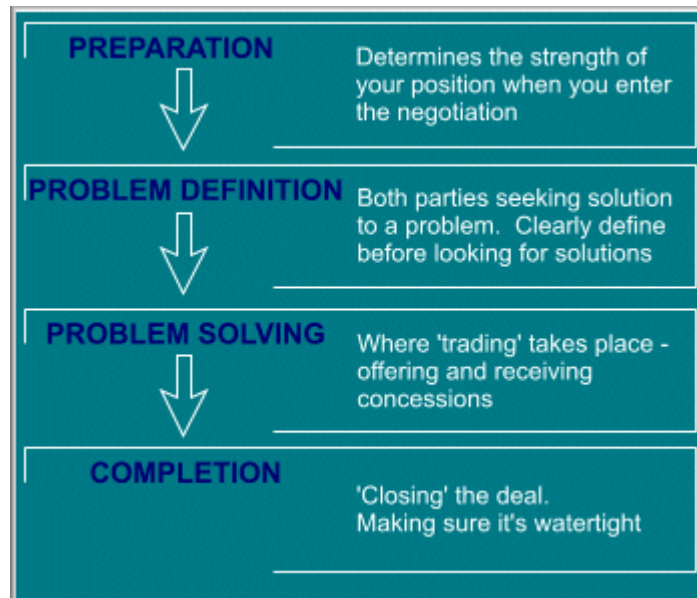 PREPARATION
Determines the strength of
your position when you enter
the negotiation
PROBLEM DEFINITION
Both parties seeking solution
to a problem.  Clearly define
before looking for solutions
PROBLEM SOLVING
Where 'trading' takes place -
offering and receiving
concessions
COMPLETION
'Closing' the deal.
Making sure it's watertight